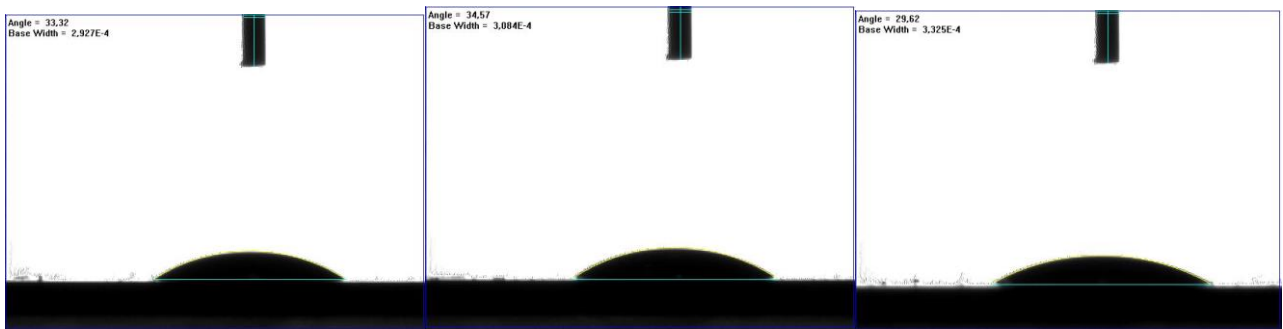 Angle = 33,32
Base Width = 2,927E-4
Angle = 34,57
Base Width = 3,084E-4
Angle = 29,62
Base Width = 3,325E-4